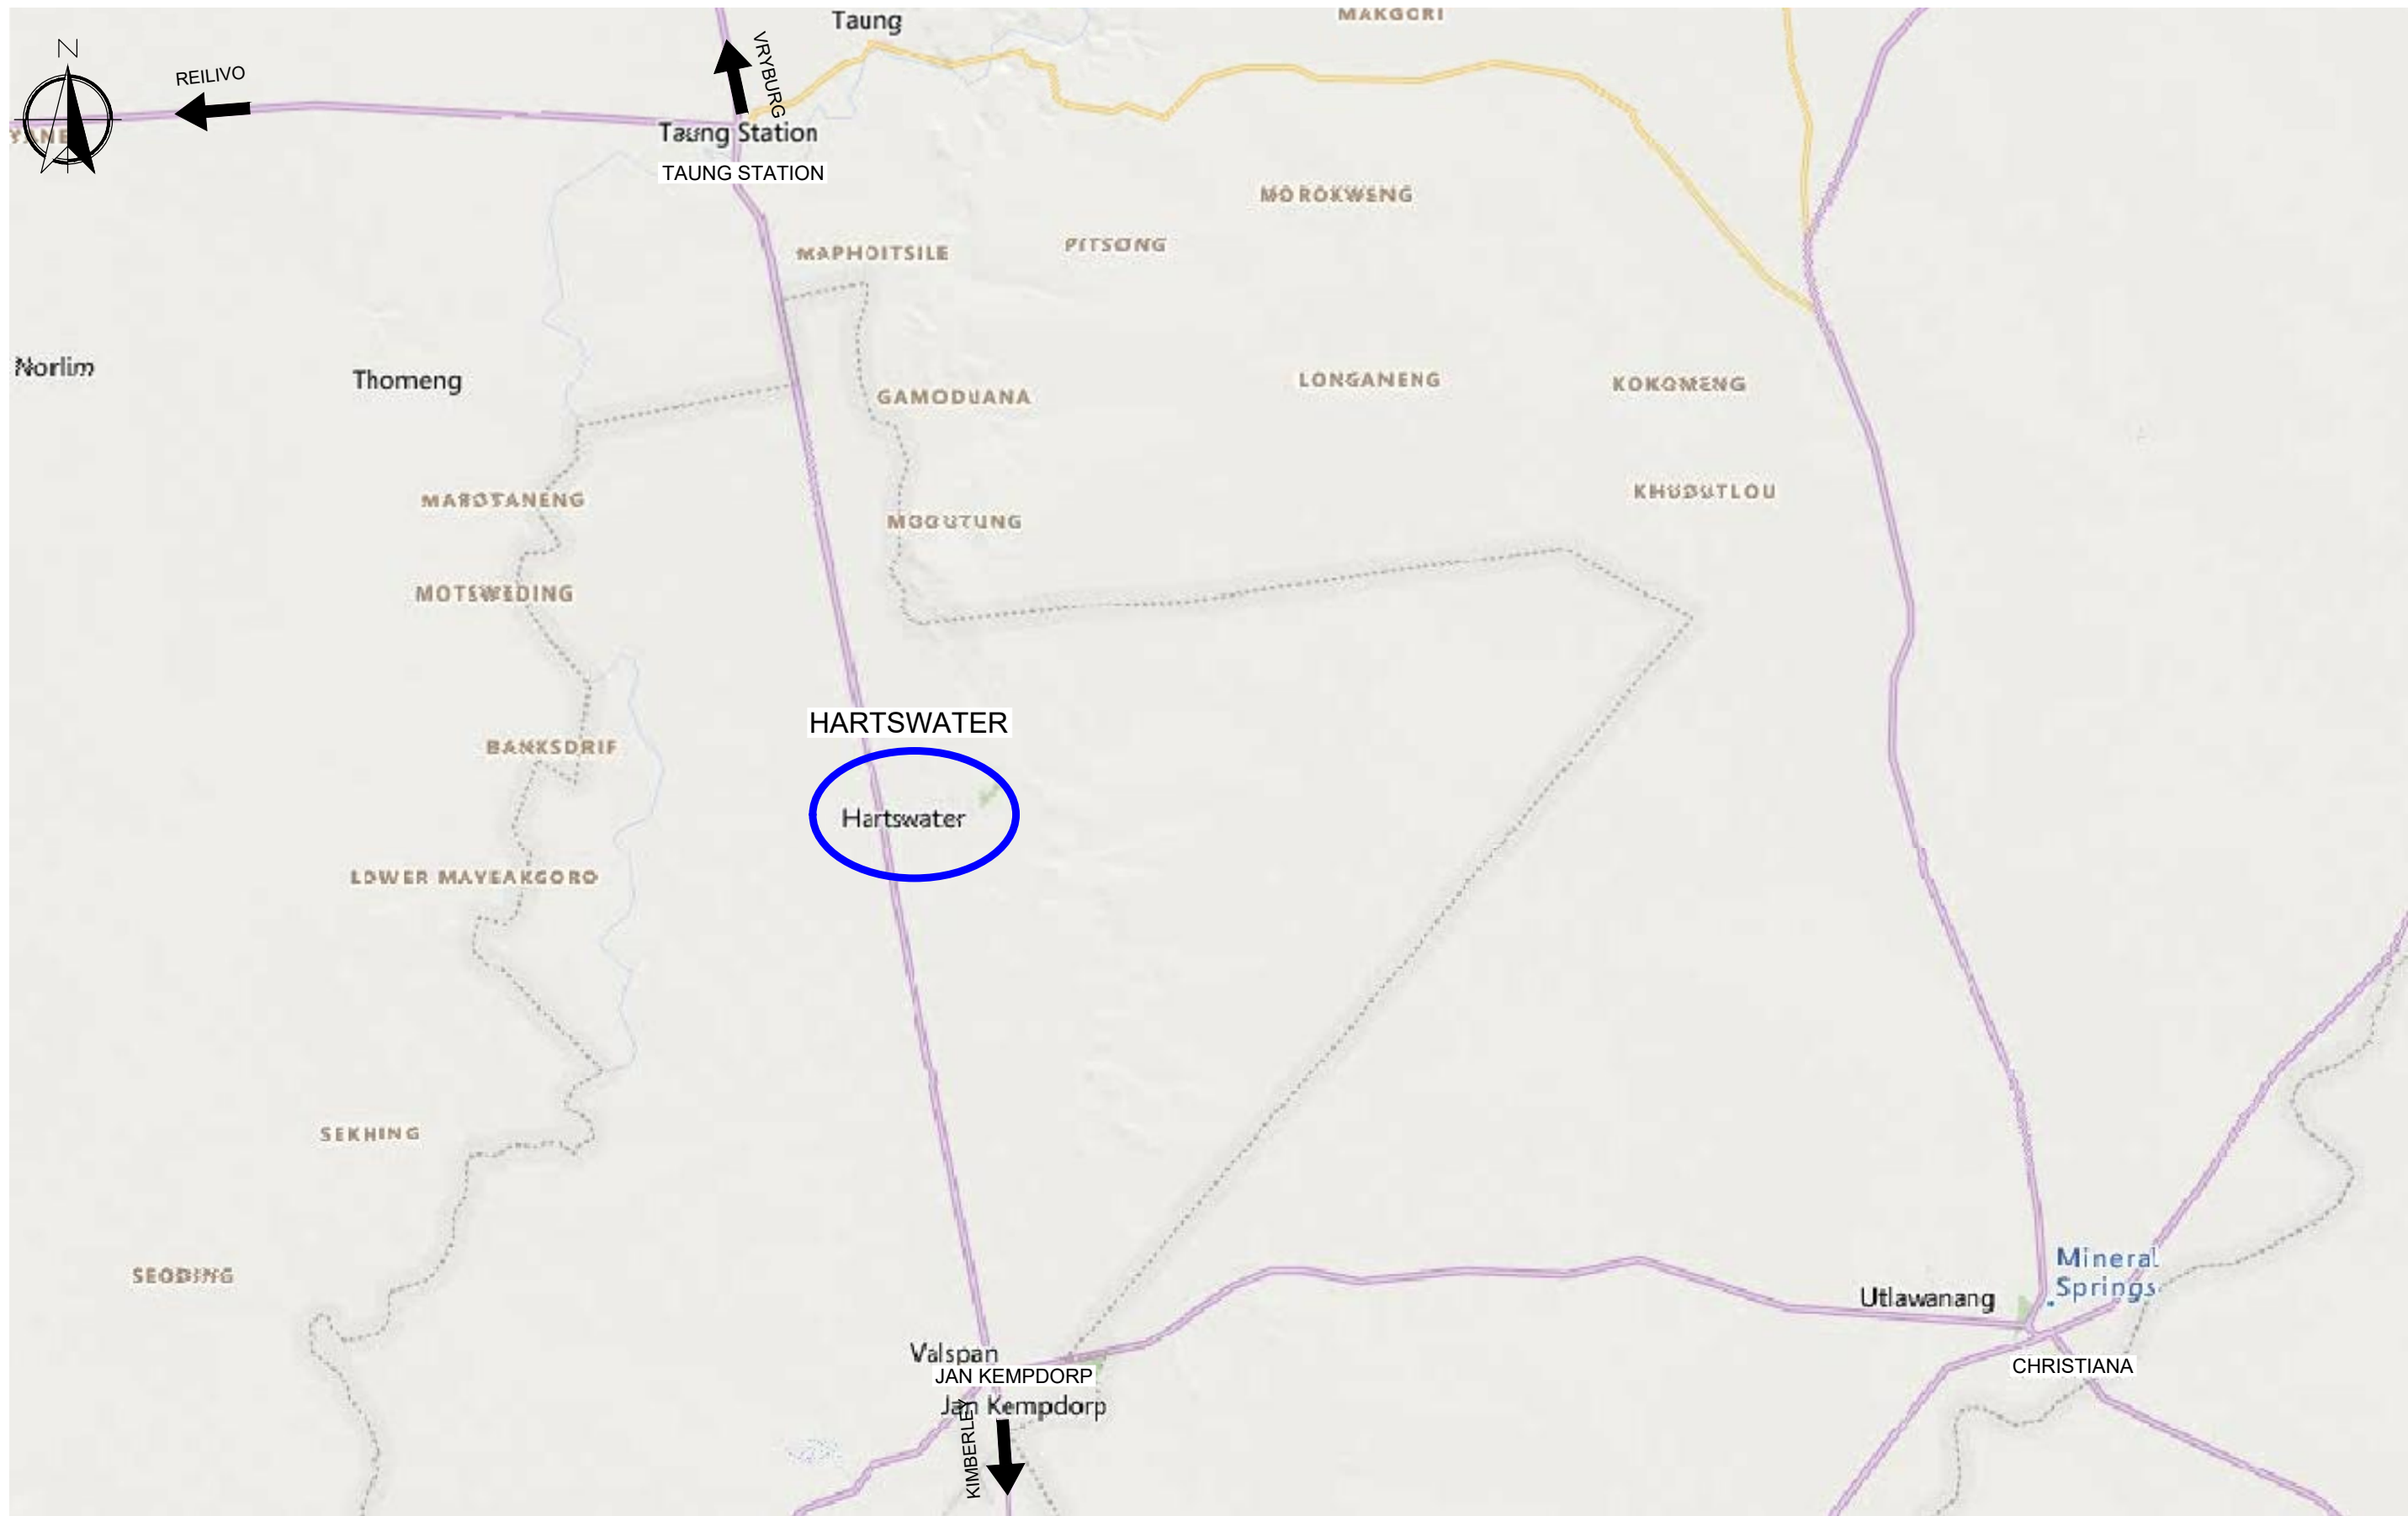 Taung
MAKGORI
N
REILIVO
VRYBURG
Taung Station
TAUNG STATION
MOROKWENG
PITSONG
MAPHOITSILE
Norlim
Thomeng
LONGANENG
KOKOMENG
GAMODUANA
KHUDUTLOU
MAROTANENG
MOTSWEDING
HARTSWATER
BANKSDRIF
Hartswater
LOWER MAYEAKGORO
SEKHING
SEODING
Mineral
Springs
Utlawanang
Valspan
JAN KEMPDORP
CHRISTIANA
Jan Kempdorp
KIMBERLEY